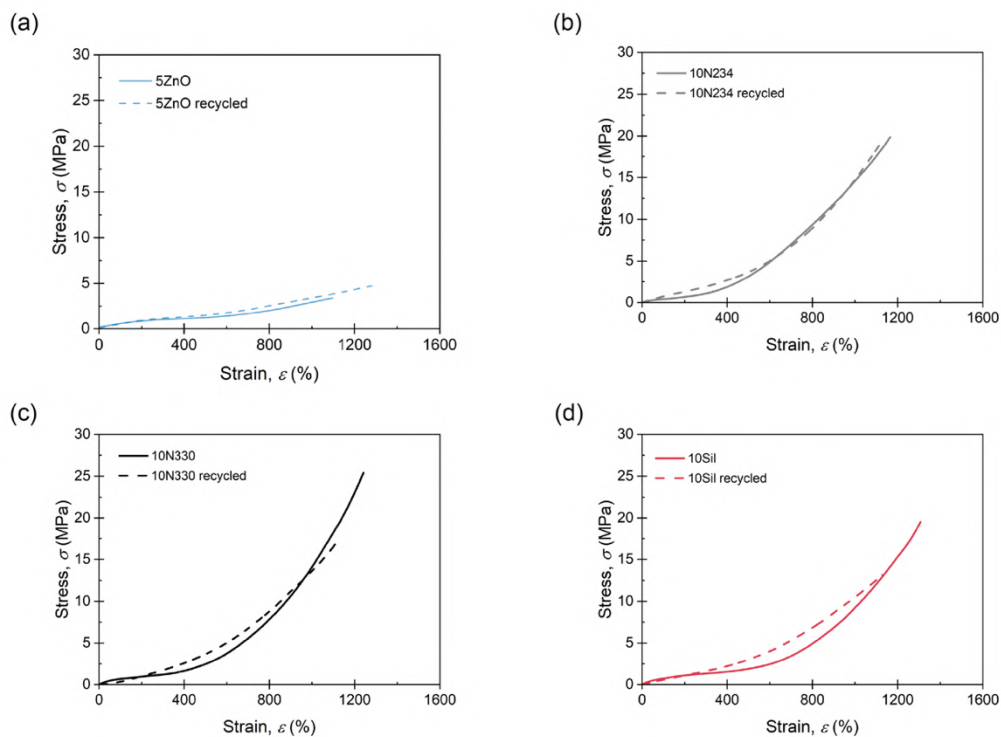 (a)
30
25
20
15
10
5
0
Stress, σ (MPa)
5ZnO
5ZnO recycled
0 400 800 1200 1600
Strain, ε (%)
(b)
30
25
20
15
10
5
0
Stress, σ (MPa)
10N234
10N234 recycled
0 400 800 1200 1600
Strain, ε (%)
(c)
30
25
20
15
10
5
0
Stress, σ (MPa)
10N330
10N330 recycled
0 400 800 1200 1600
Strain, ε (%)
(d)
30
25
20
15
10
5
0
Stress, σ (MPa)
10Sil
10Sil recycled
0 400 800 1200 1600
Strain, ε (%)